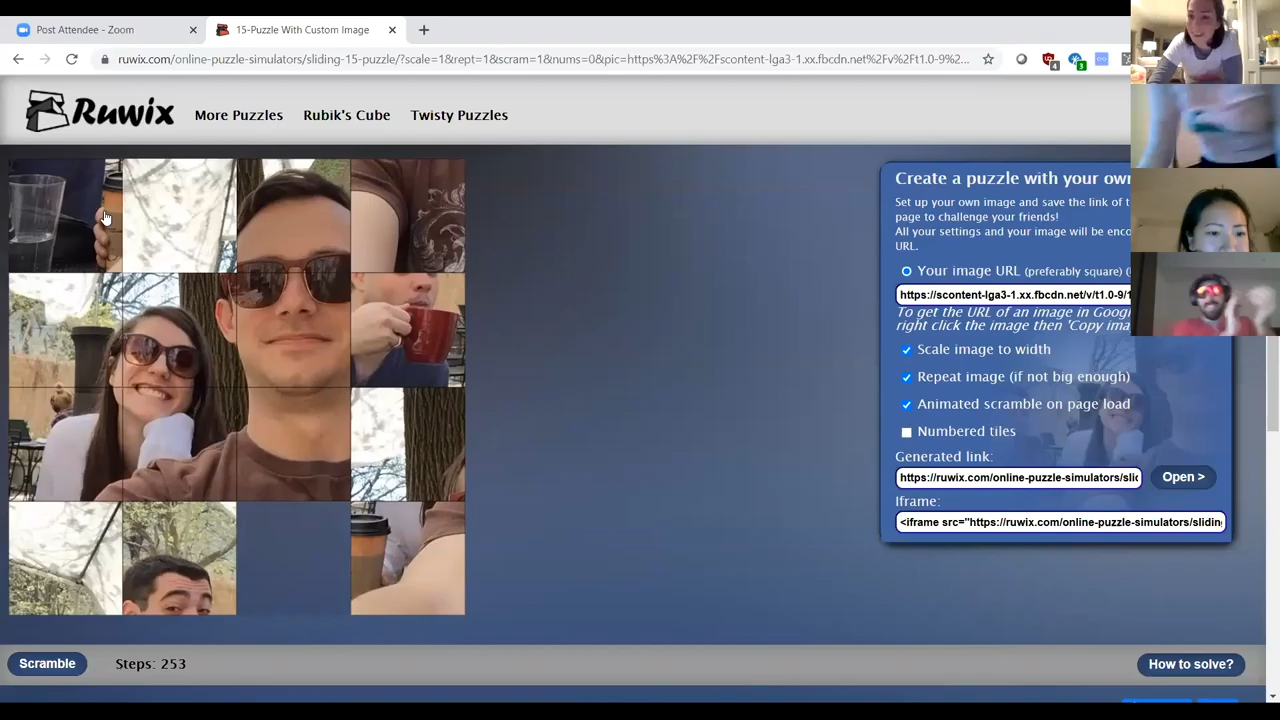 Post Attendee - Zoom
15-Puzzle With Custom Image
ruwix.com/online-puzzle-simulators/sliding-15-puzzle/?scale=1&rept=1&scram=1&nums=0&pic=https%3A%2F%2Fscontent-lga3-1.xx.fbcdn.net%2Fv%2Ft1.0-9%2...
4
3
Ruwix
More Puzzles
Rubik's Cube
Twisty Puzzles
Create a puzzle with your own
Set up your own image and save the link of t
page to challenge your friends!
All your settings and your image will be enco
URL.
Your image URL (preferably square) (
https://scontent-lga3-1.xx.fbcdn.net/v/t1.0-9/1
To get the URL of an image in Goog
right click the image then 'Copy ima
Scale image to width
Repeat image (if not big enough)
Animated scramble on page load
Numbered tiles
Generated link:
https://ruwix.com/online-puzzle-simulators/slid
Open >
Iframe:
<iframe src="https://ruwix.com/online-puzzle-simulators/sliding
Scramble
Steps: 253
How to solve?